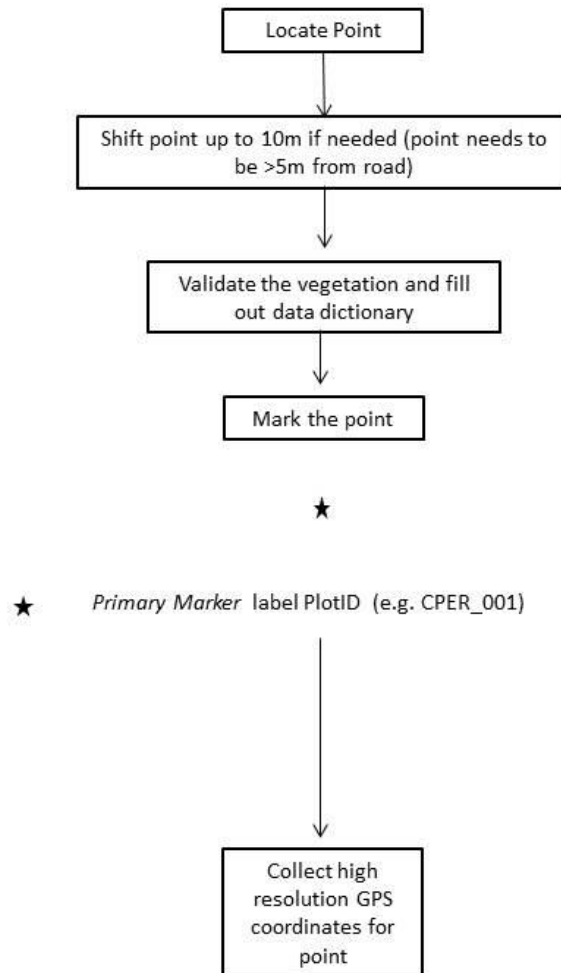 Locate Point
Shift point up to 10m if needed (point needs to
be >5m from road)
Validate the vegetation and fill
out data dictionary
Mark the point
★
★ Primary Marker label PlotID (e.g. CPER_001)
Collect high
resolution GPS
coordinates for
point